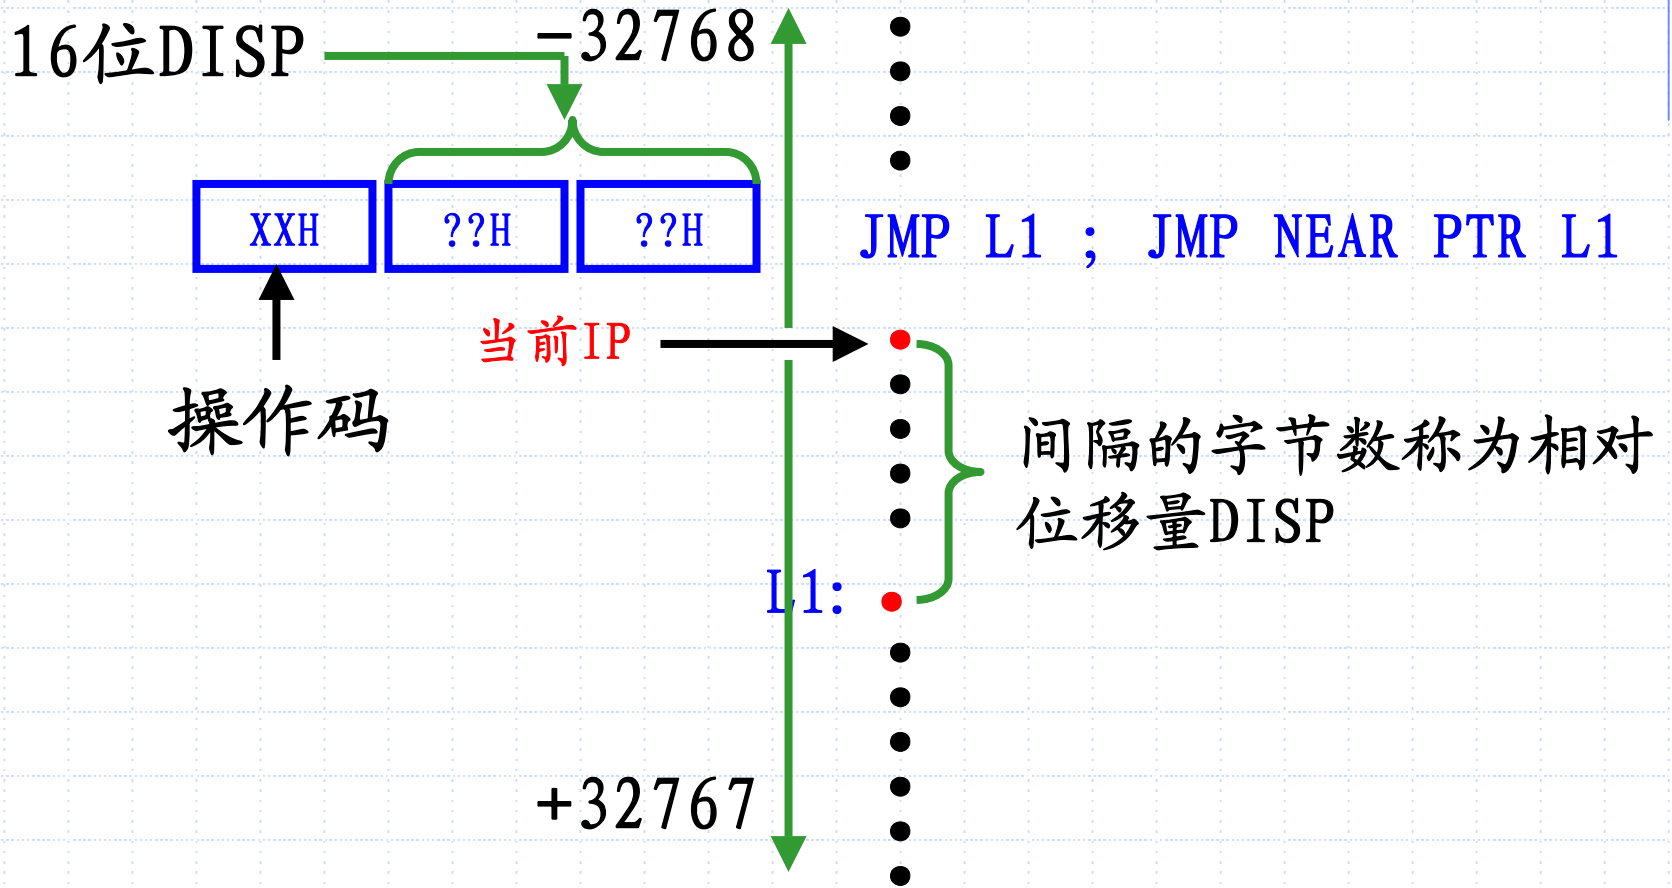 16位DISP
-32768
XXH ??H ??H
JMP L1 ; JMP NEAR PTR L1
当前IP
操作码
间隔的字节数称为相对
位移量DISP
L1:
+32767